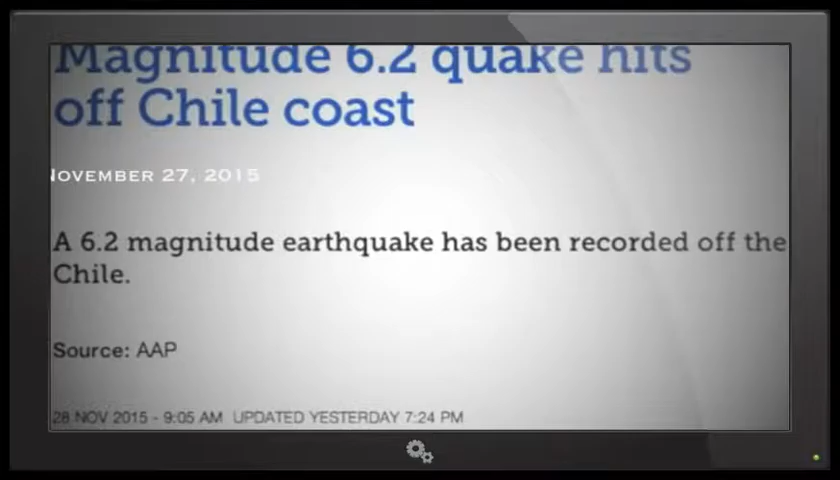 Magnitude 6.2 quake hits
off Chile coast
NOVEMBER 27, 2015
A 6.2 magnitude earthquake has been recorded off the
Chile.
Source: AAP
28 NOV 2015 - 9:05 AM UPDATED YESTERDAY 7:24 PM